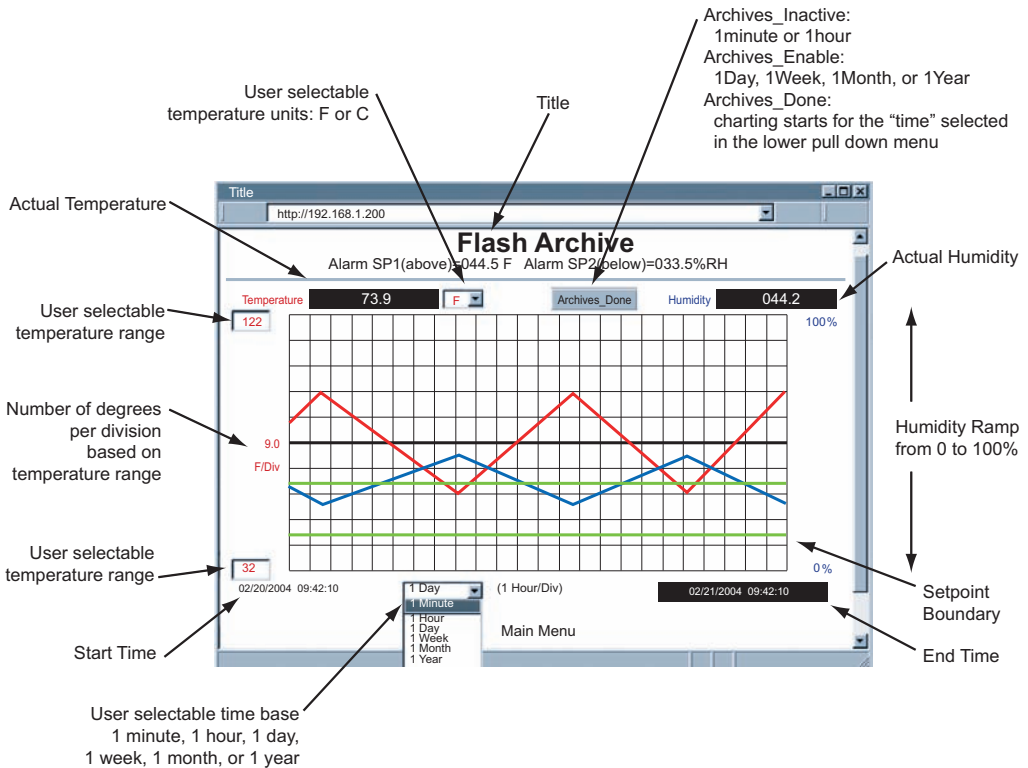 Archives_Inactive:
1minute or 1hour
Archives_Enable:
1Day, 1Week, 1Month, or 1Year
Archives_Done:
charting starts for the “time” selected
in the lower pull down menu
User selectable
temperature units: F or C
Title
Actual Temperature
Title
http://192.168.1.200
Flash Archive
Alarm SP1(above)=044.5 F Alarm SP2(below)=033.5%RH
Actual Humidity
Temperature
73.9
F
Archives_Done
Humidity
044.2
User selectable
temperature range
122
100%
Number of degrees
per division
based on
temperature range
9.0
F/Div
Humidity Ramp
from 0 to 100%
User selectable
temperature range
32
0%
02/20/2004 09:42:10
1 Day
(1 Hour/Div)
02/21/2004 09:42:10
1 Minute
1 Hour
1 Day
1 Week
1 Month
1 Year
Main Menu
Setpoint
Boundary
Start Time
End Time
User selectable time base
1 minute, 1 hour, 1 day,
1 week, 1 month, or 1 year